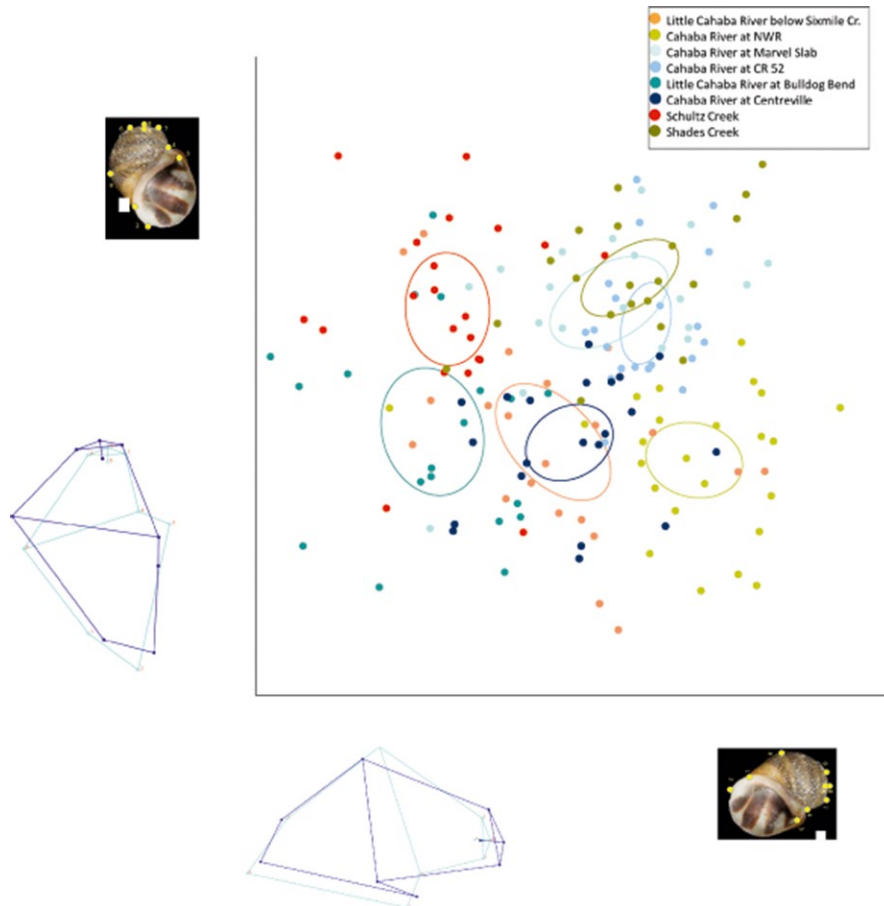 Little Cahaba River below Sixmile Cr.
Cahaba River at NWR
Cahaba River at Marvel Slab
Cahaba River at CR 52
Little Cahaba River at Bulldog Bend
Cahaba River at Centreville
Schultz Creek
Shades Creek